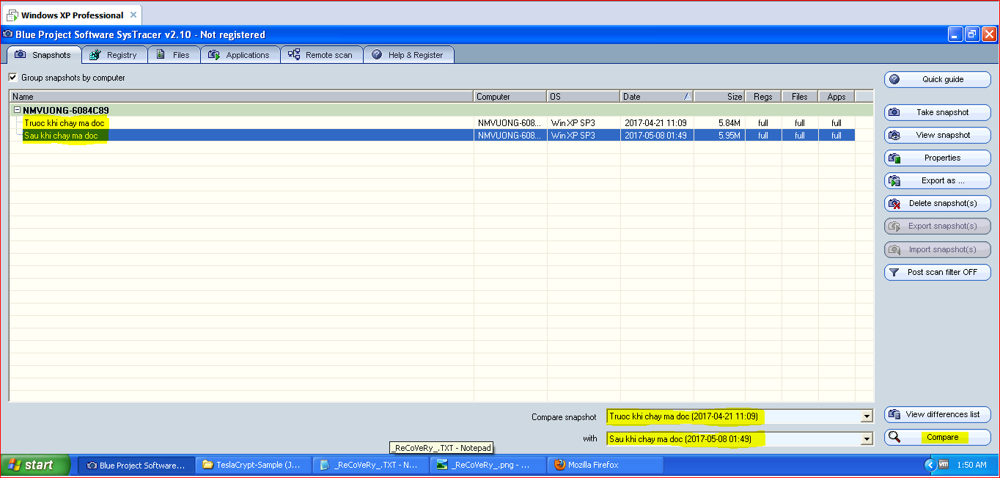 Windows XP Professional
Blue Project Software SysTracer v2.10 - Not registered
Snapshots Registry Files Applications Remote scan Help & Register
Group snapshots by computer
Quick guide
Name Computer OS Date Size Regs Files Apps
NMVUONG-6084C89
Truoc khi chay ma doc NMVUONG-608... Win XP SP3 2017-04-21 11:09 5.84M full full full
Sau khi chay ma doc NMVUONG-608... Win XP SP3 2017-05-08 01:49 5.95M full full full
Take snapshot
View snapshot
Properties
Export as ...
Delete snapshot(s)
Export snapshot(s)
Import snapshot(s)
Post scan filter OFF
Compare snapshot Truoc khi chay ma doc (2017-04-21 11:09) View differences list
with Sau khi chay ma doc (2017-05-08 01:49) Compare
_ReCoVeRy_.TXT - Notepad
start Blue Project Software... TeslaCrypt-Sample (J... _ReCoVeRy_.TXT - N... _ReCoVeRy_.png - ... Mozilla Firefox vm 1:50 AM